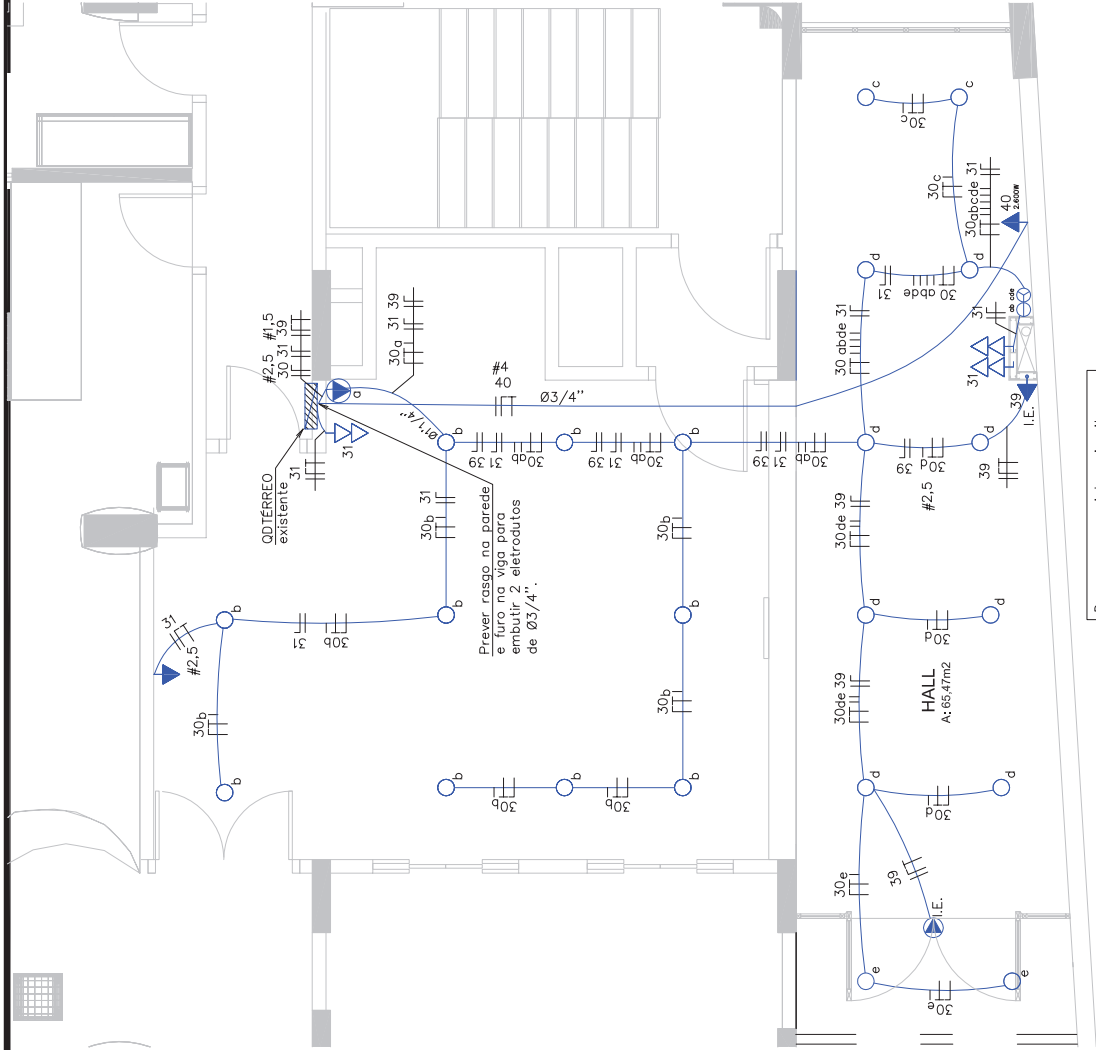 c
c
30c
30c
30abcde 31
40
2.600W
d
d
31
30 abde
30 abde 31
ab cde
31
31
39
I.E.
#2,5 #1,5
30 31 39
30a 31 39
a
#4
40
Ø3/4”
Ø1'1/4”
QDTÉRREO
existente
31
31
b
39
31
30ab
b
39
31
30ab
b
39
31
30ab
d
39
30d
#2,5
d
39
30b 31
30b
30de 39
Prever rasgo na parede
e furo na viga para
embutir 2 eletrodutos
de Ø3/4”.
31
#2,5
b
31
30b
b
b
d
30d
d
30b
30b
30de 39
HALL
A: 65,47m2
b
b
30b
b
30b
b
d
30d
d
30e
39
I.E.
e
30e
e